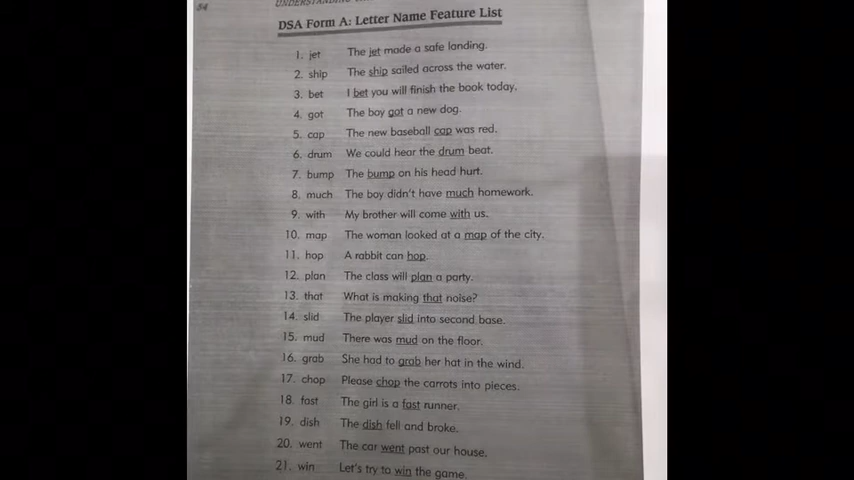 54
DSA Form A: Letter Name Feature List
1. jet The jet made a safe landing.
2. ship The ship sailed across the water.
3. bet I bet you will finish the book today.
4. got The boy got a new dog.
5. cap The new baseball cap was red.
6. drum We could hear the drum beat.
7. bump The bump on his head hurt.
8. much The boy didn't have much homework.
9. with My brother will come with us.
10. map The woman looked at a map of the city.
11. hop A rabbit can hop.
12. plan The class will plan a party.
13. that What is making that noise?
14. slid The player slid into second base.
15. mud There was mud on the floor.
16. grab She had to grab her hat in the wind.
17. chop Please chop the carrots into pieces.
18. fast The girl is a fast runner.
19. dish The dish fell and broke.
20. went The car went past our house.
21. win Let's try to win the game.